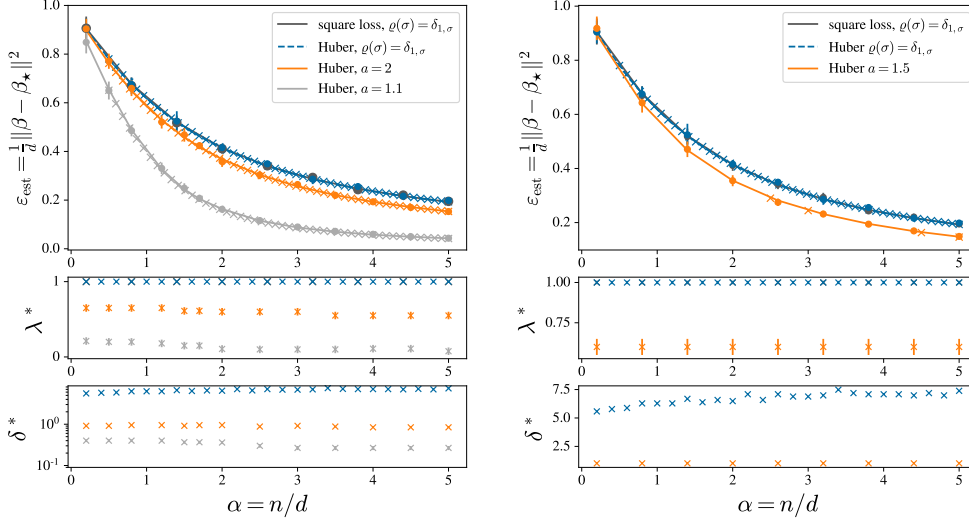 ε_est = 1/d ||β − β⋆||²
1.0
0.8
0.6
0.4
0.2
0.0
square loss, ϱ(σ) = δ_{1,σ}
Huber, ϱ(σ) = δ_{1,σ}
Huber, a = 2
Huber, a = 1.1
0 1 2 3 4 5
λ*
1
0
0 1 2 3 4 5
δ*
10⁰
10⁻¹
0 1 2 3 4 5
α = n/d
ε_est = 1/d ||β − β⋆||²
1.0
0.8
0.6
0.4
0.2
square loss, ϱ(σ) = δ_{1,σ}
Huber ϱ(σ) = δ_{1,σ}
Huber a = 1.5
0 1 2 3 4 5
λ*
1.00
0.75
0 1 2 3 4 5
δ*
7.5
5.0
2.5
0 1 2 3 4 5
α = n/d